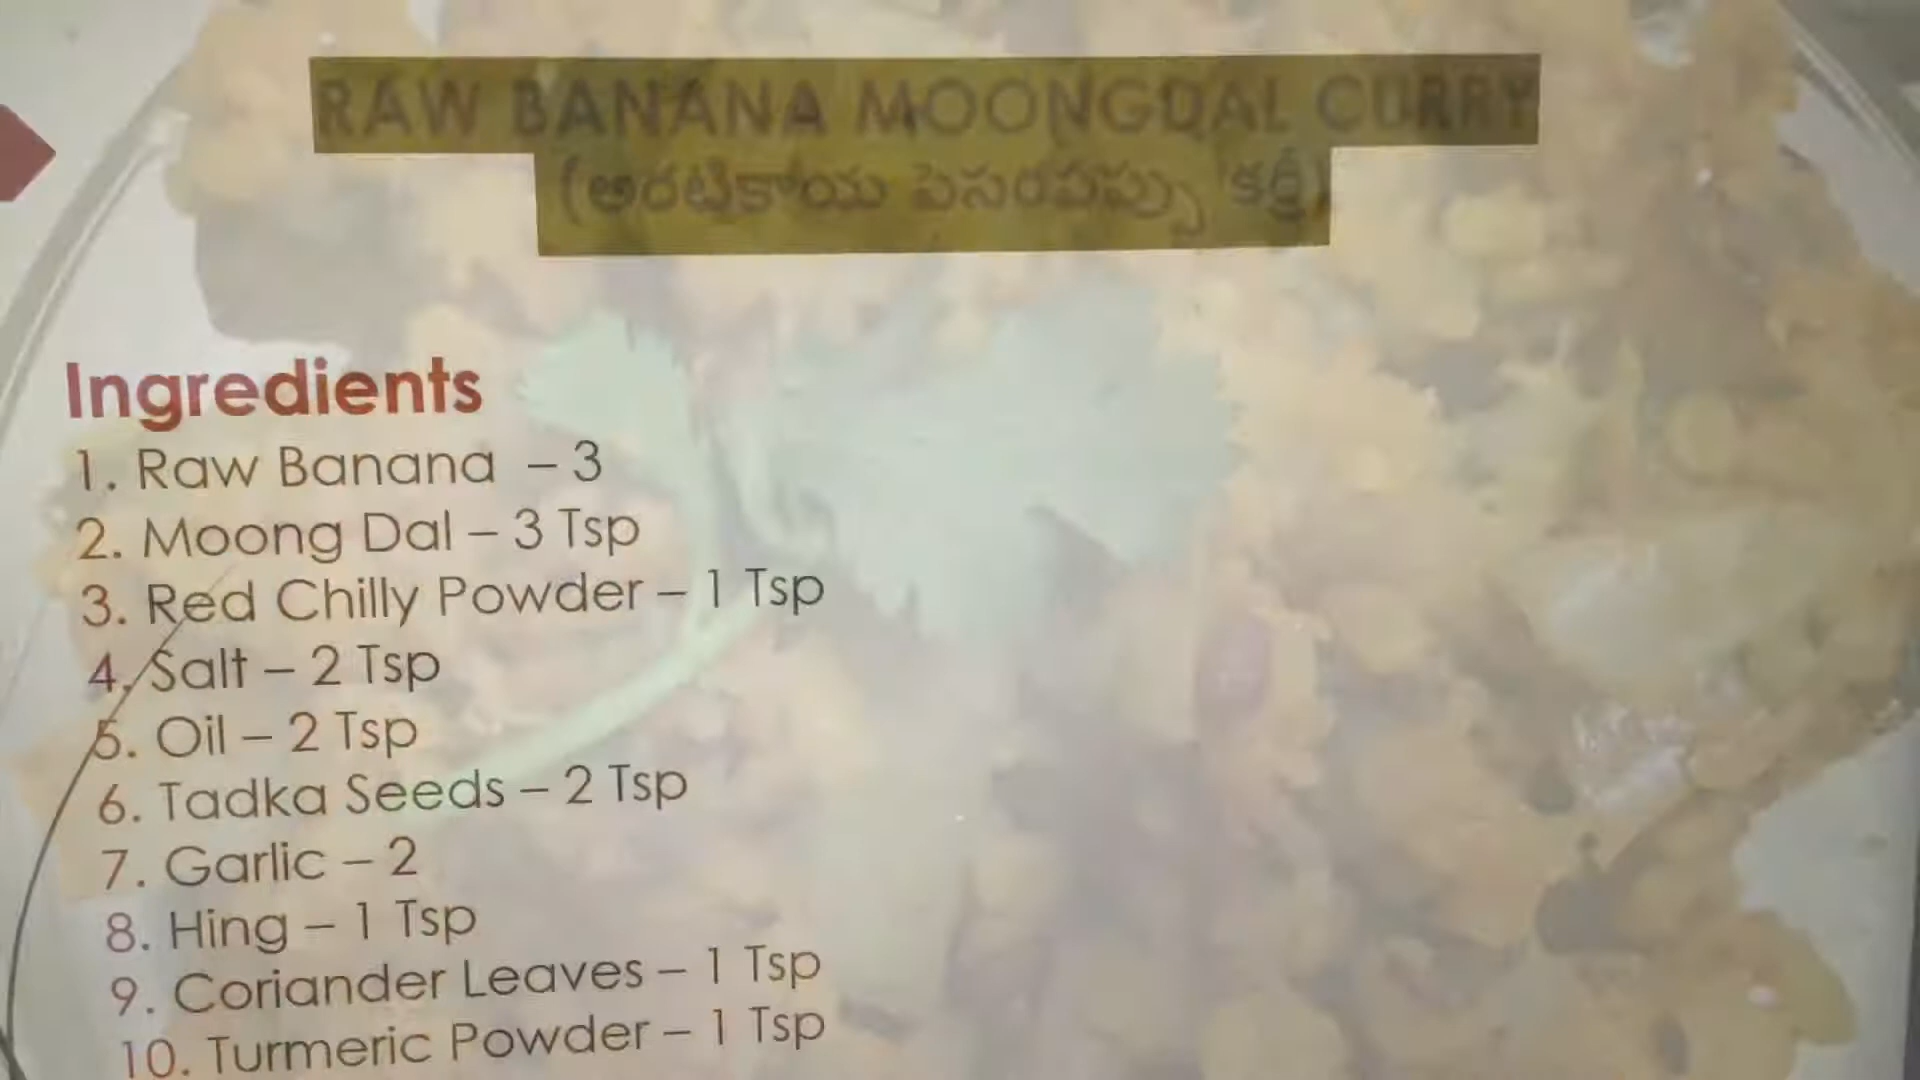 RAW BANANA MOONGDAL CURRY
(అరటికాయ పెసరపప్పు కర్రీ)
Ingredients
1. Raw Banana – 3
2. Moong Dal – 3 Tsp
3. Red Chilly Powder – 1 Tsp
4. Salt – 2 Tsp
5. Oil – 2 Tsp
6. Tadka Seeds – 2 Tsp
7. Garlic – 2
8. Hing – 1 Tsp
9. Coriander Leaves – 1 Tsp
10. Turmeric Powder – 1 Tsp